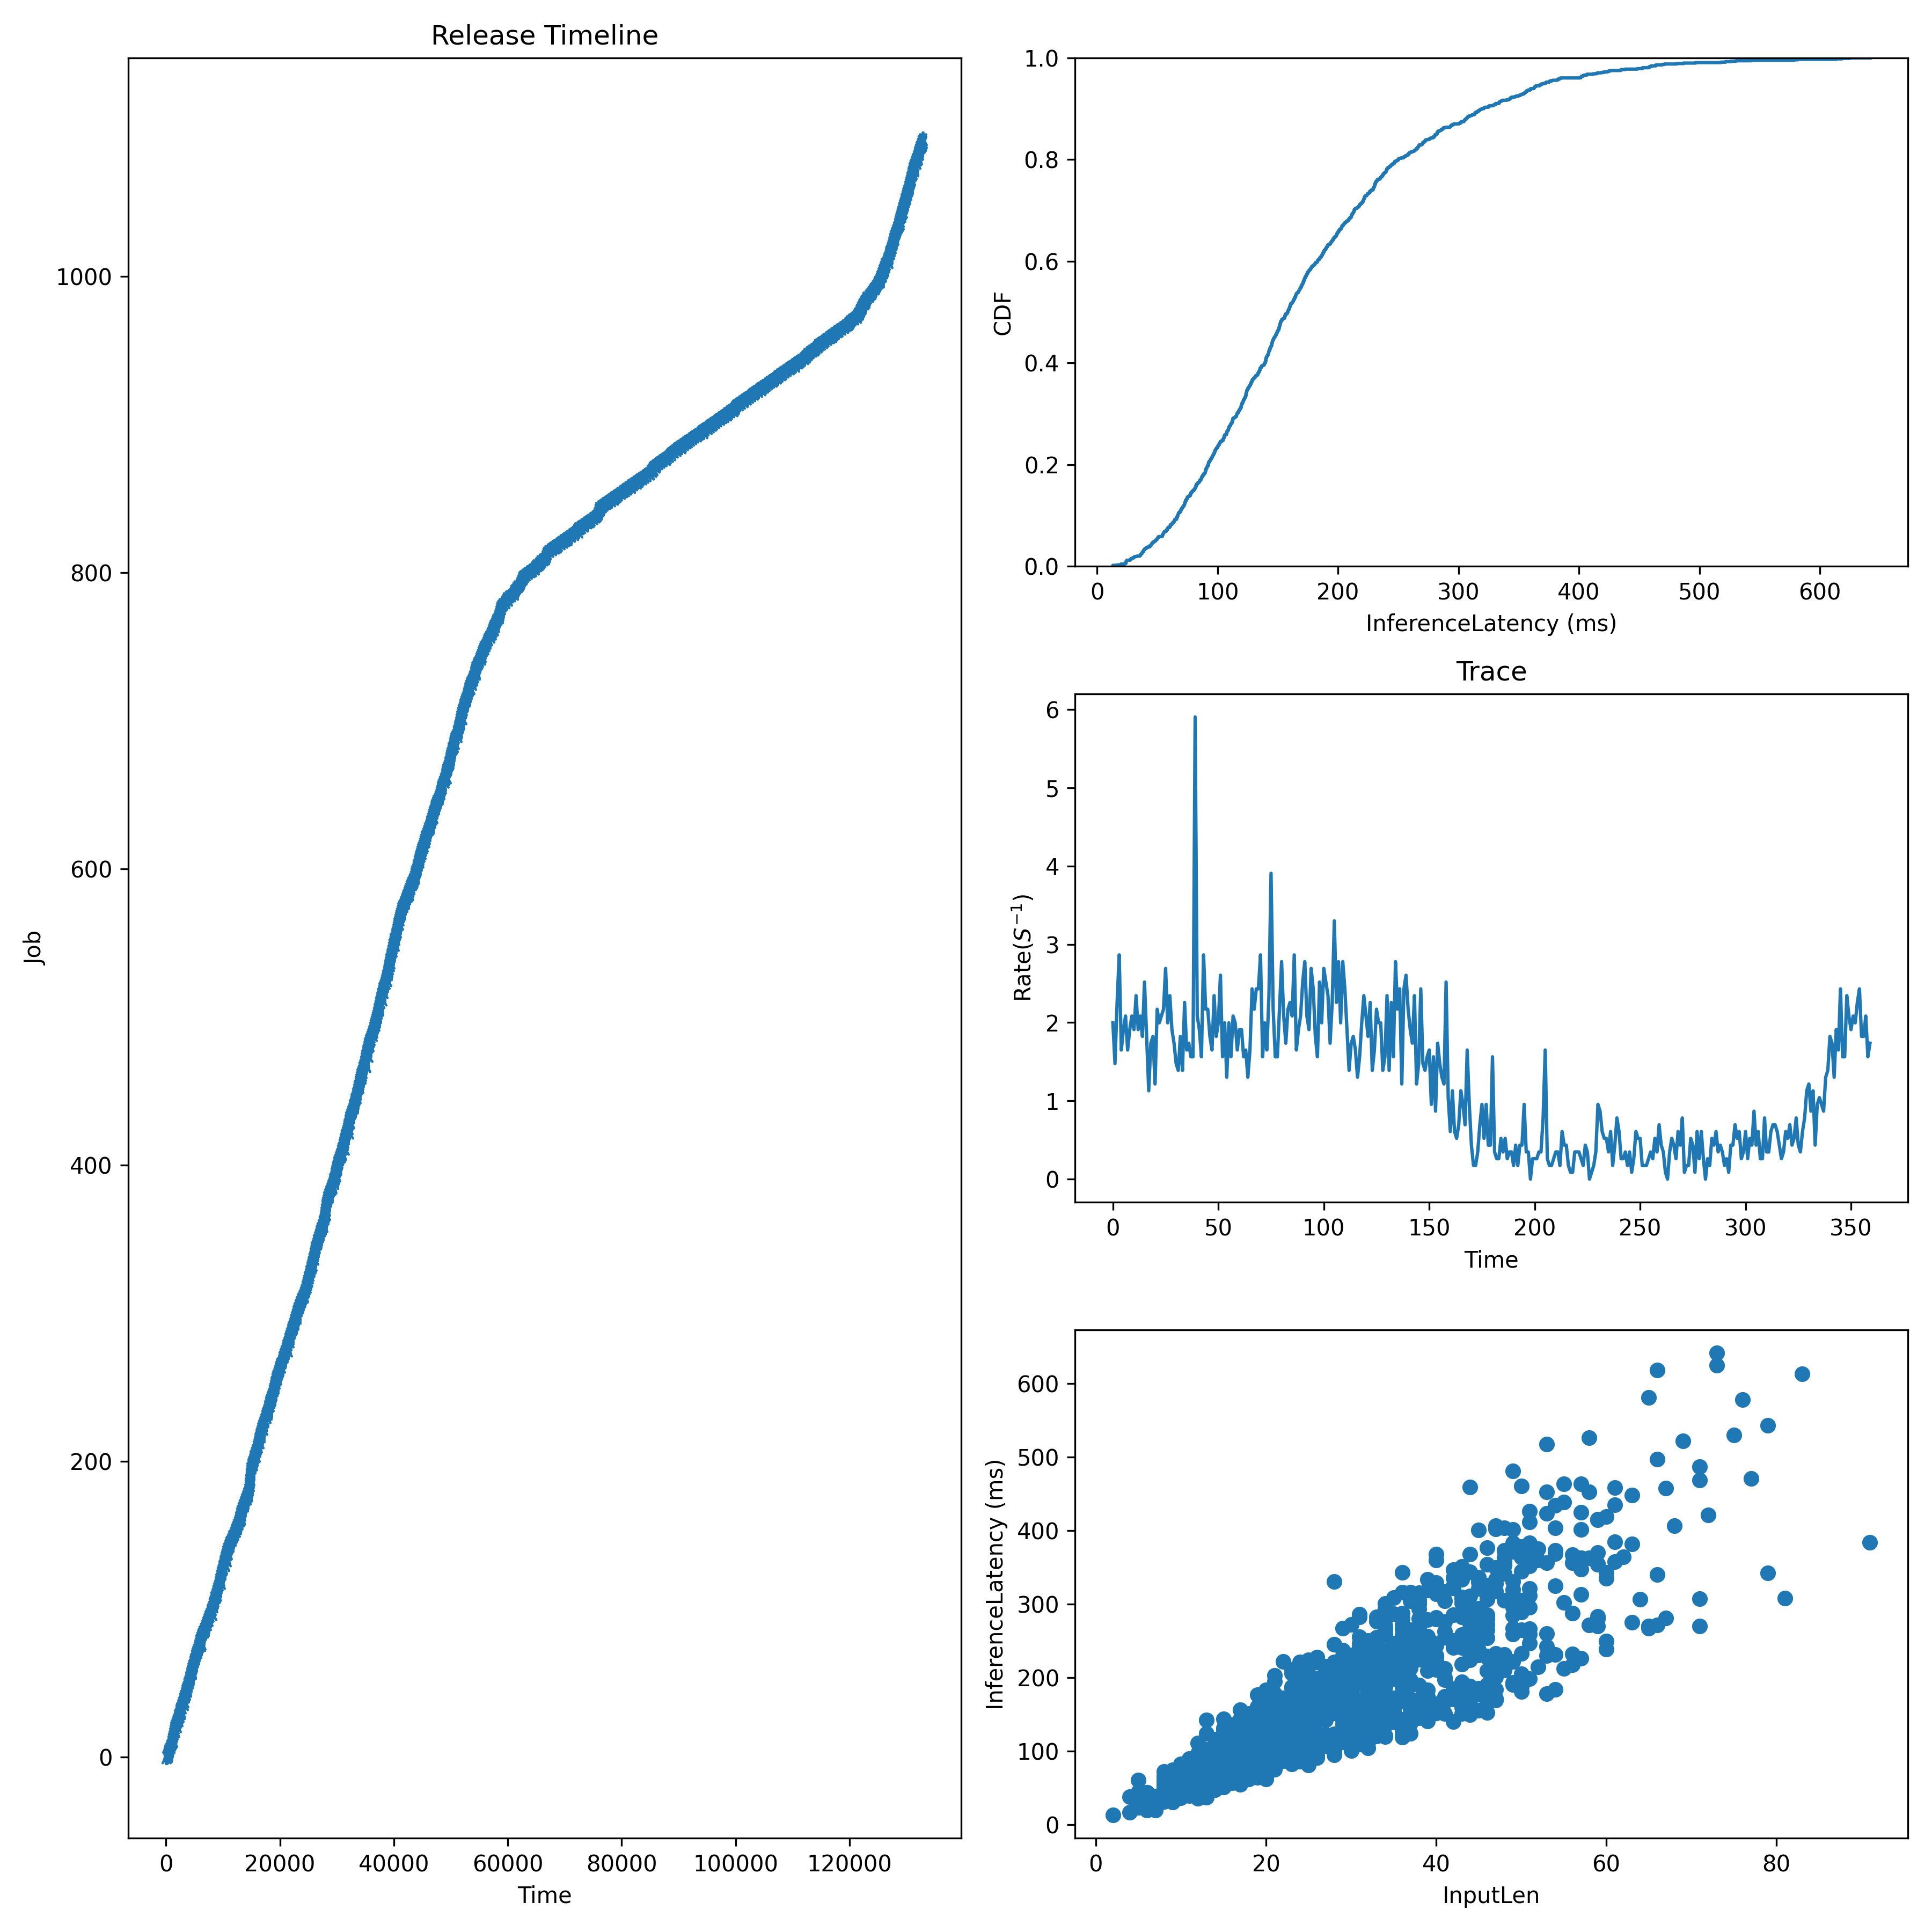 Release Timeline
Job
1000
800
600
400
200
0
0 20000 40000 60000 80000 100000 120000
Time
CDF
1.0
0.8
0.6
0.4
0.2
0.0
0 100 200 300 400 500 600
InferenceLatency (ms)
Trace
Rate(S⁻¹)
6
5
4
3
2
1
0
0 50 100 150 200 250 300 350
Time
InferenceLatency (ms)
600
500
400
300
200
100
0
0 20 40 60 80
InputLen